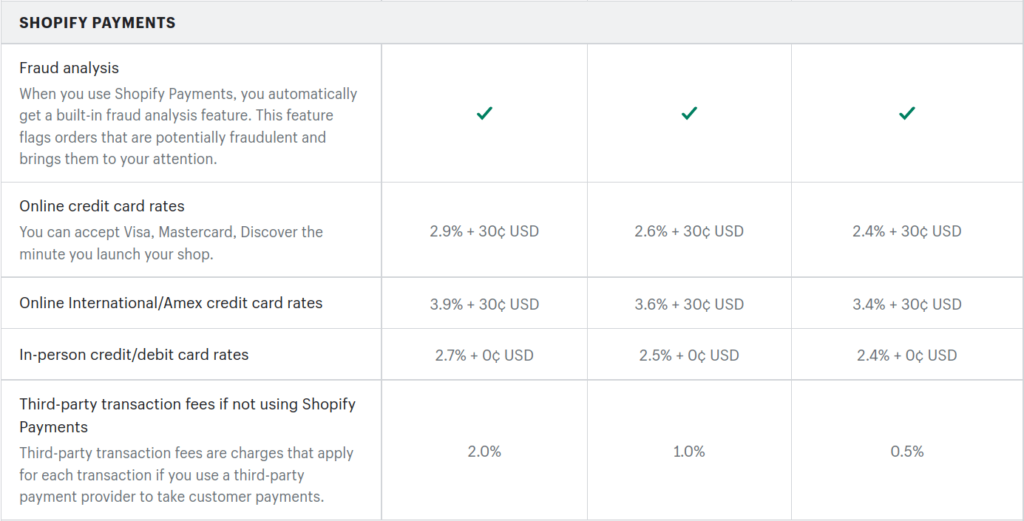 SHOPIFY PAYMENTS
Fraud analysis
When you use Shopify Payments, you automatically
get a built-in fraud analysis feature. This feature
flags orders that are potentially fraudulent and
brings them to your attention.
Online credit card rates
You can accept Visa, Mastercard, Discover the
minute you launch your shop.
2.9% + 30¢ USD
2.6% + 30¢ USD
2.4% + 30¢ USD
Online International/Amex credit card rates
3.9% + 30¢ USD
3.6% + 30¢ USD
3.4% + 30¢ USD
In-person credit/debit card rates
2.7% + 0¢ USD
2.5% + 0¢ USD
2.4% + 0¢ USD
Third-party transaction fees if not using Shopify
Payments
Third-party transaction fees are charges that apply
for each transaction if you use a third-party
payment provider to take customer payments.
2.0%
1.0%
0.5%